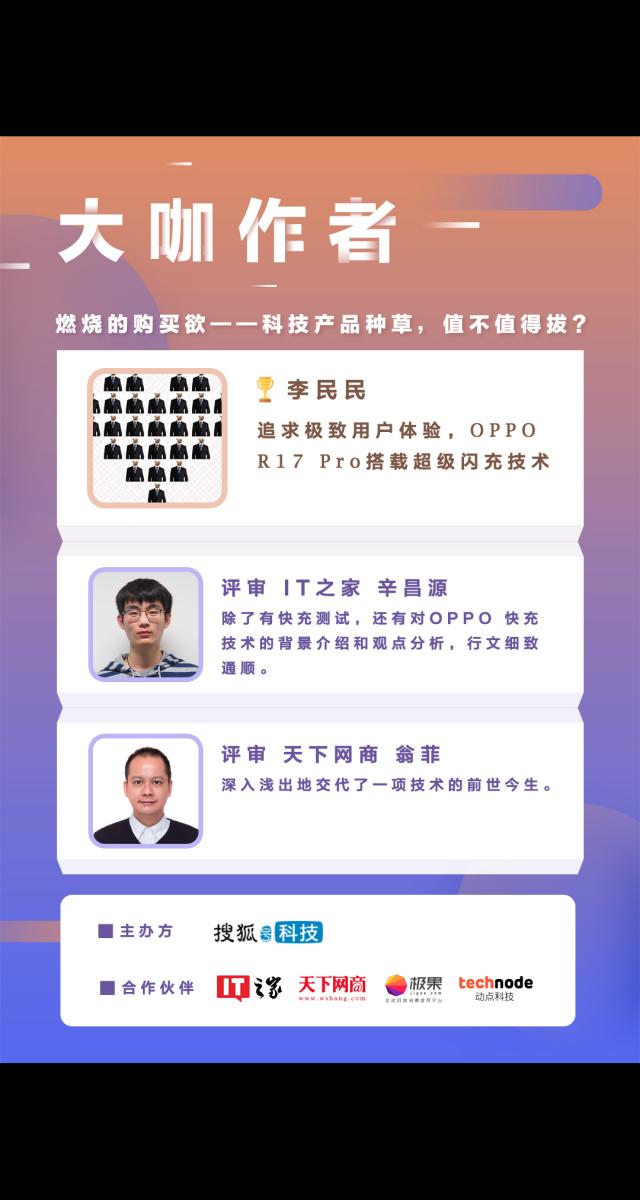 大咖作者
燃烧的购买欲——科技产品种草，值不值得拔？
李民民
追求极致用户体验，OPPO
R17 Pro搭载超级闪充技术
评审 IT之家 辛昌源
除了有快充测试，还有对OPPO 快充
技术的背景介绍和观点分析，行文细致
通顺。
评审 天下网商 翁菲
深入浅出地交代了一项技术的前世今生。
主办方 搜狐号科技
合作伙伴 IT之家 天下网商 极果 technode
www.wshang.com jiguo.com 动点科技